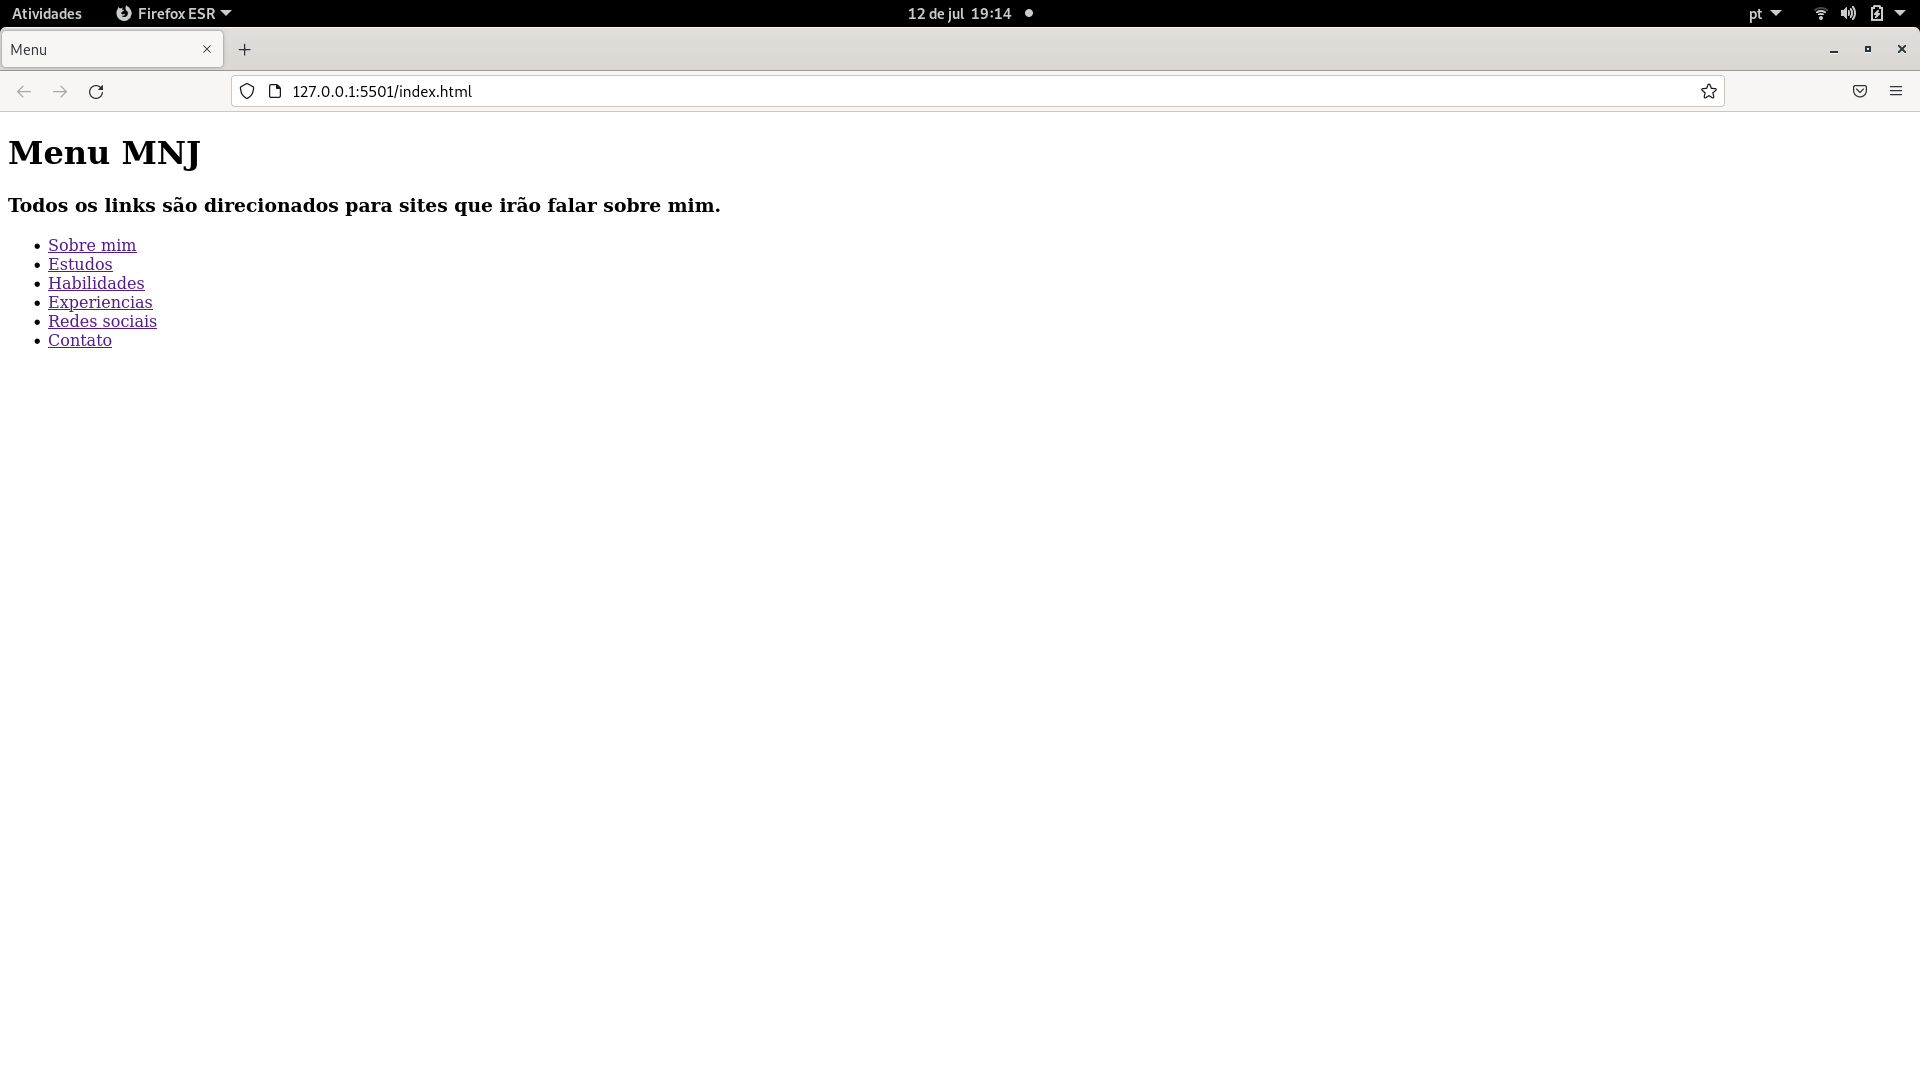 Atividades Firefox ESR 12 de jul 19:14 pt
Menu
127.0.0.1:5501/index.html
Menu MNJ
Todos os links são direcionados para sites que irão falar sobre mim.
Sobre mim
Estudos
Habilidades
Experiencias
Redes sociais
Contato